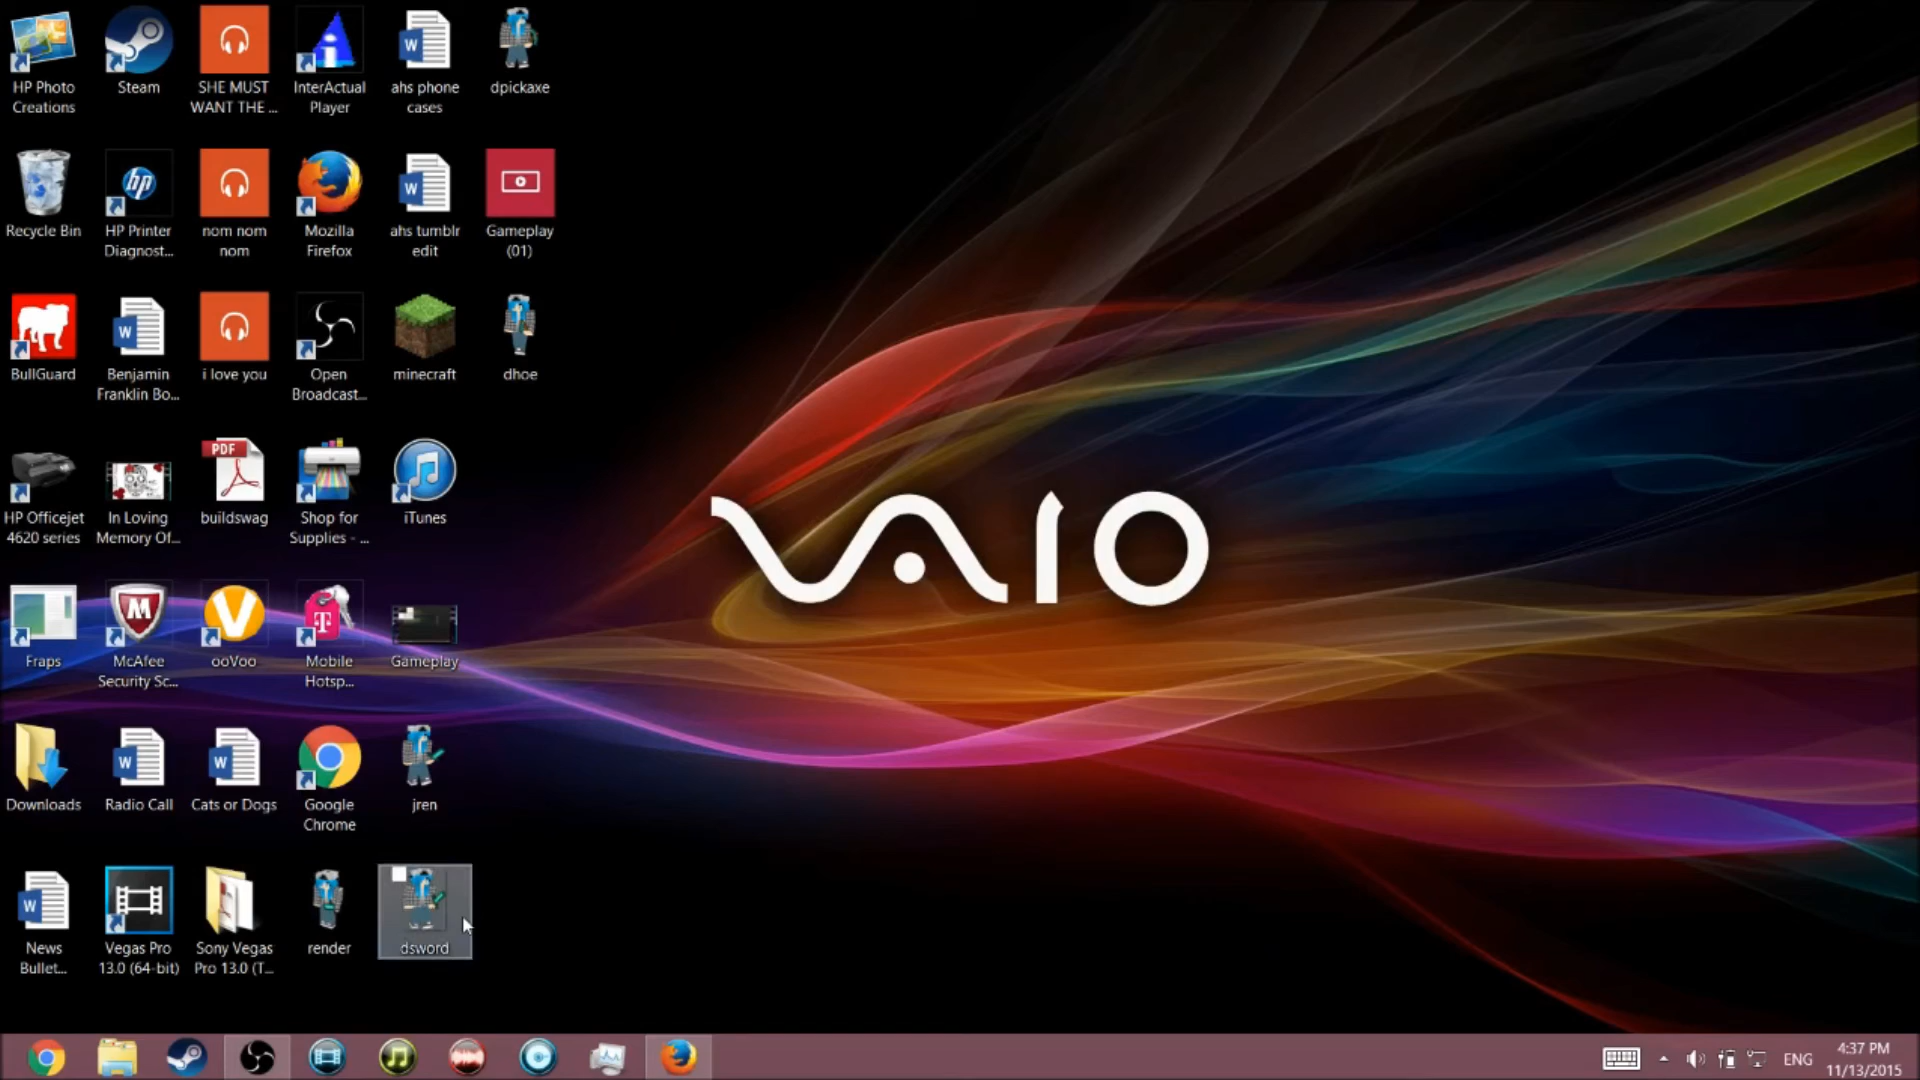 HP Photo
Creations
Steam
SHE MUST
WANT THE ...
InterActual
Player
ahs phone
cases
dpickaxe
Recycle Bin
HP Printer
Diagnost...
nom nom
nom
Mozilla
Firefox
ahs tumblr
edit
Gameplay
(01)
BullGuard
Benjamin
Franklin Bo...
i love you
Open
Broadcast...
minecraft
dhoe
HP Officejet
4620 series
In Loving
Memory Of...
PDF
buildswag
Shop for
Supplies - ...
iTunes
VAIO
Fraps
McAfee
Security Sc...
ooVoo
Mobile
Hotsp...
Gameplay
Downloads
Radio Call
Cats or Dogs
Google
Chrome
jren
News
Bullet...
Vegas Pro
13.0 (64-bit)
Sony Vegas
Pro 13.0 (T...
render
dsword
ENG
4:37 PM
11/13/2015